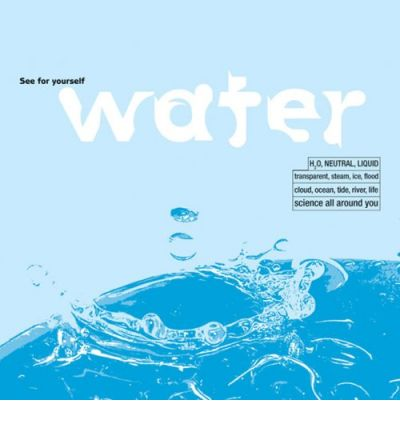 See for yourself
water
H₂O, NEUTRAL, LIQUID
transparent, steam, ice, flood
cloud, ocean, tide, river, life
science all around you